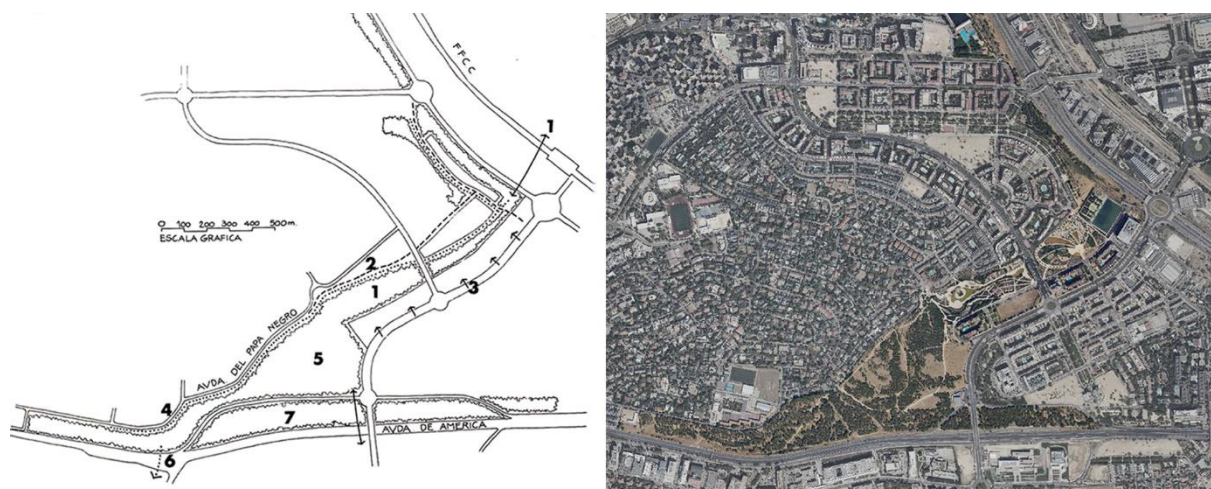 FFCC
1
0 100 200 300 400 500m.
ESCALA GRAFICA
2
1
3
AVDA DEL PAPA NEGRO
5
4
7
AVDA DE AMERICA
6